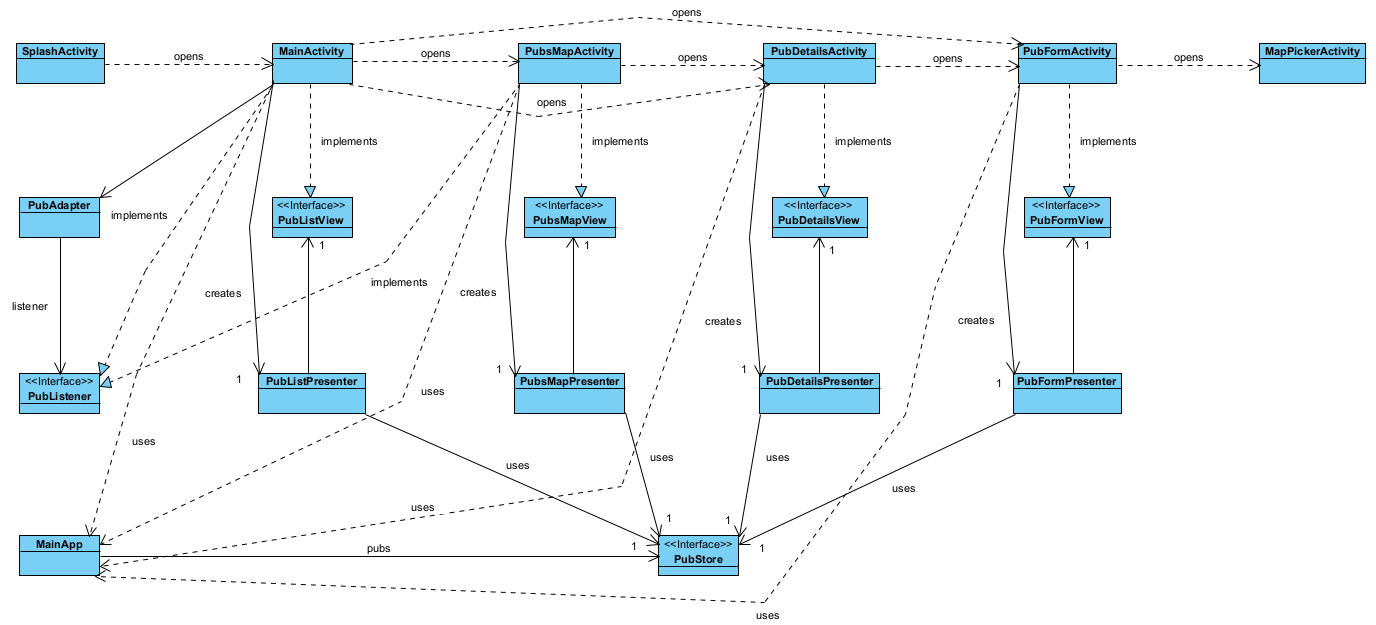 opens
SplashActivity
MainActivity
PubsMapActivity
PubDetailsActivity
PubFormActivity
MapPickerActivity
opens
opens
opens
opens
opens
opens
implements
implements
implements
implements
PubAdapter
<<Interface>>
PubListView
<<Interface>>
PubsMapView
<<Interface>>
PubDetailsView
<<Interface>>
PubFormView
implements
1
1
1
1
listener
creates
implements
creates
creates
creates
<<Interface>>
PubListener
1
PubListPresenter
1
PubsMapPresenter
1
PubDetailsPresenter
1
PubFormPresenter
uses
uses
uses
uses
uses
uses
uses
1
1
MainApp
pubs
1
<<Interface>>
PubStore
1
uses